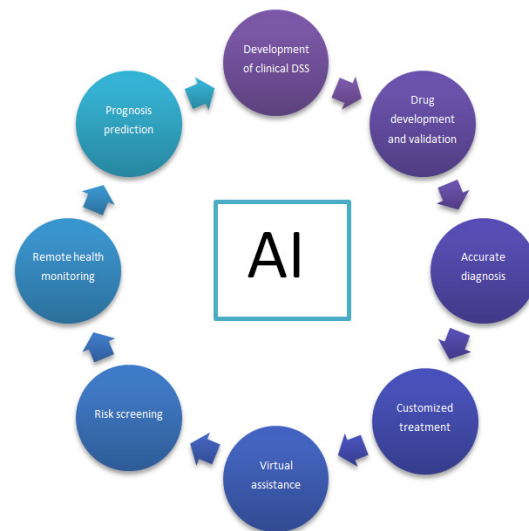 Development
of clinical DSS
Drug
development
and validation
Accurate
diagnosis
Customized
treatment
Virtual
assistance
Risk screening
Remote health
monitoring
Prognosis
prediction
AI